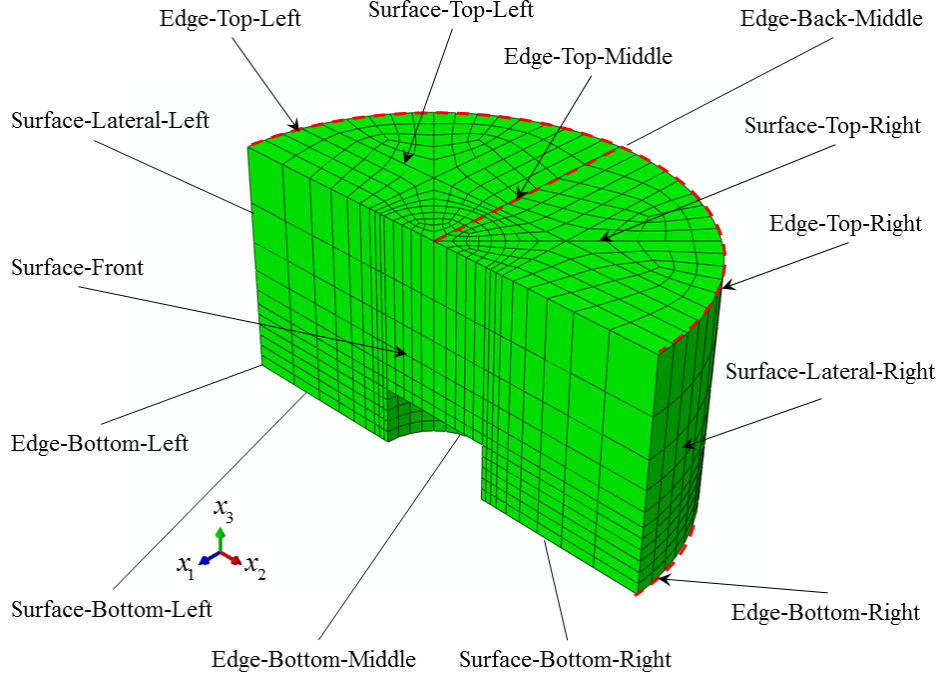 Edge-Top-Left
Surface-Top-Left
Edge-Back-Middle
Edge-Top-Middle
Surface-Lateral-Left
Surface-Top-Right
Edge-Top-Right
Surface-Front
Surface-Lateral-Right
Edge-Bottom-Left
x3
x1 x2
Surface-Bottom-Left
Edge-Bottom-Right
Edge-Bottom-Middle
Surface-Bottom-Right